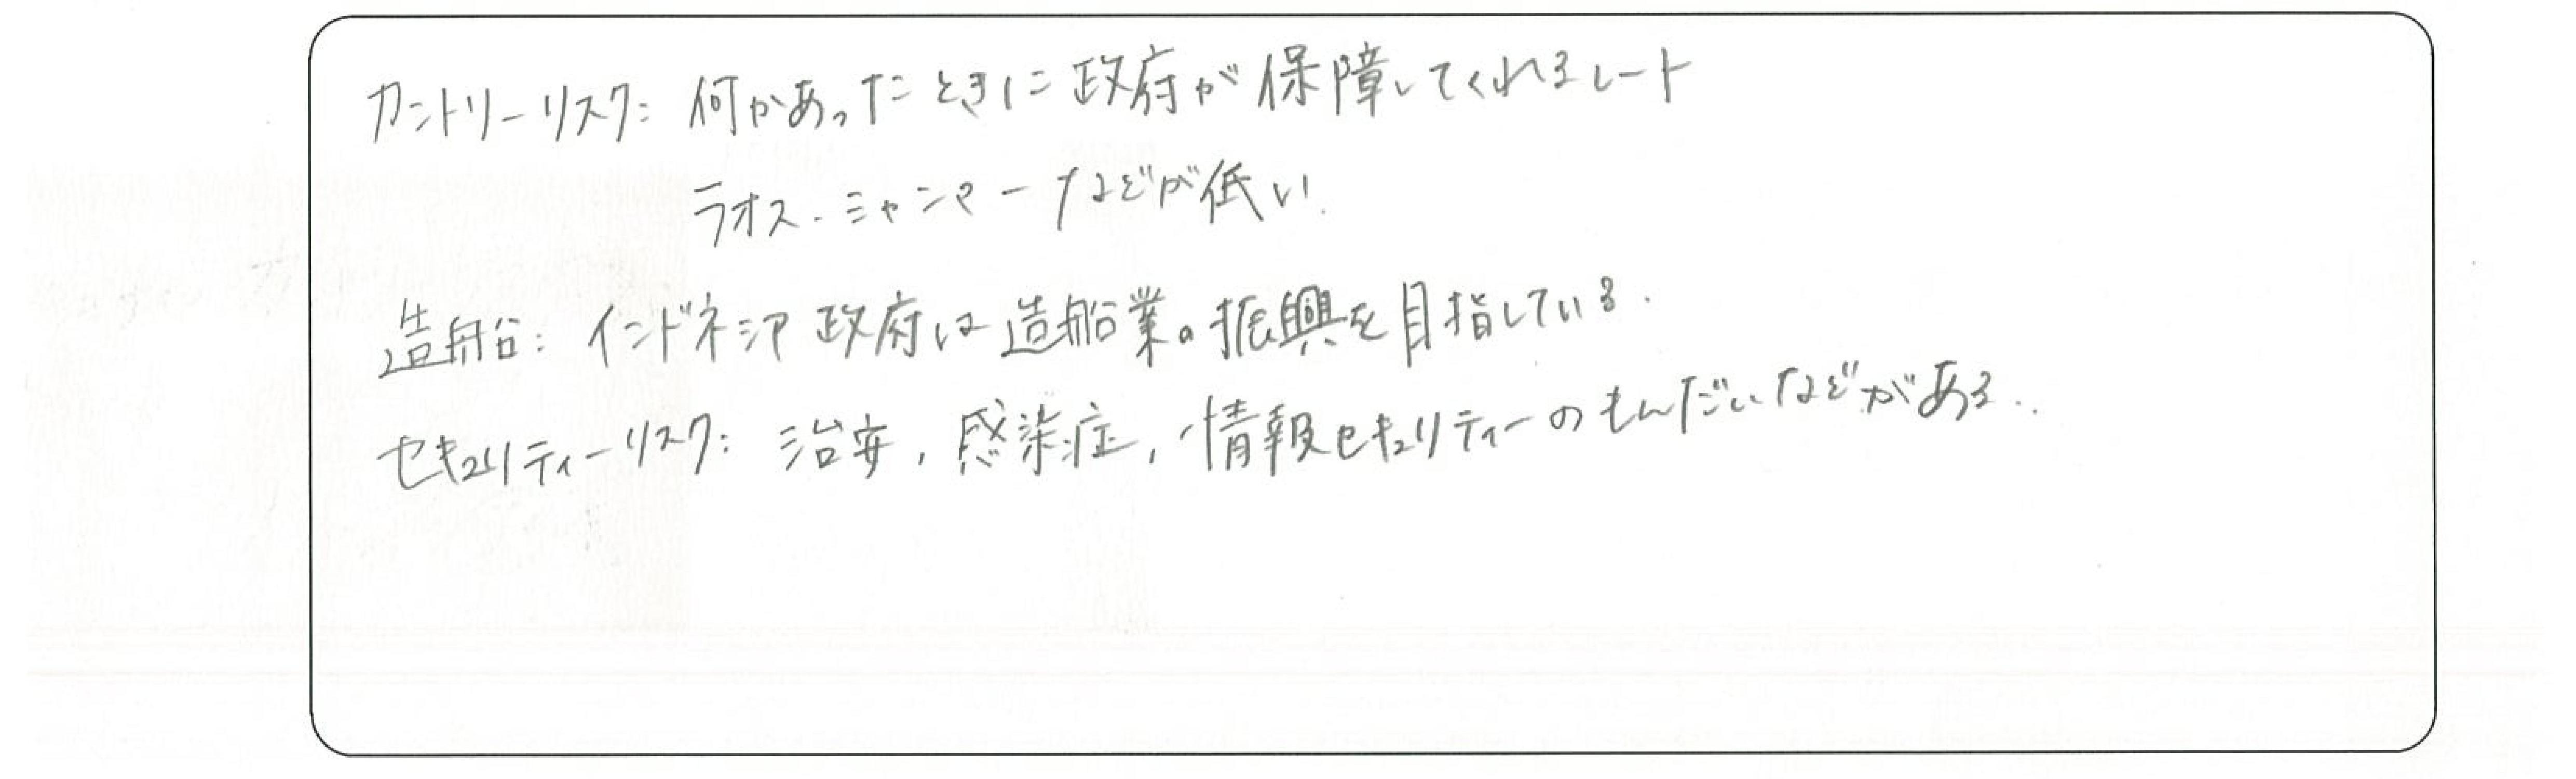 カントリーリスク: 何かあったときに政府が保障してくれるレート
ラオス・ミャンマーなどが低い.
造船: インドネシア政府は造船業の振興を目指している.
セキュリティーリスク: 治安, 感染症, 情報セキュリティーのもんだいなどがある.